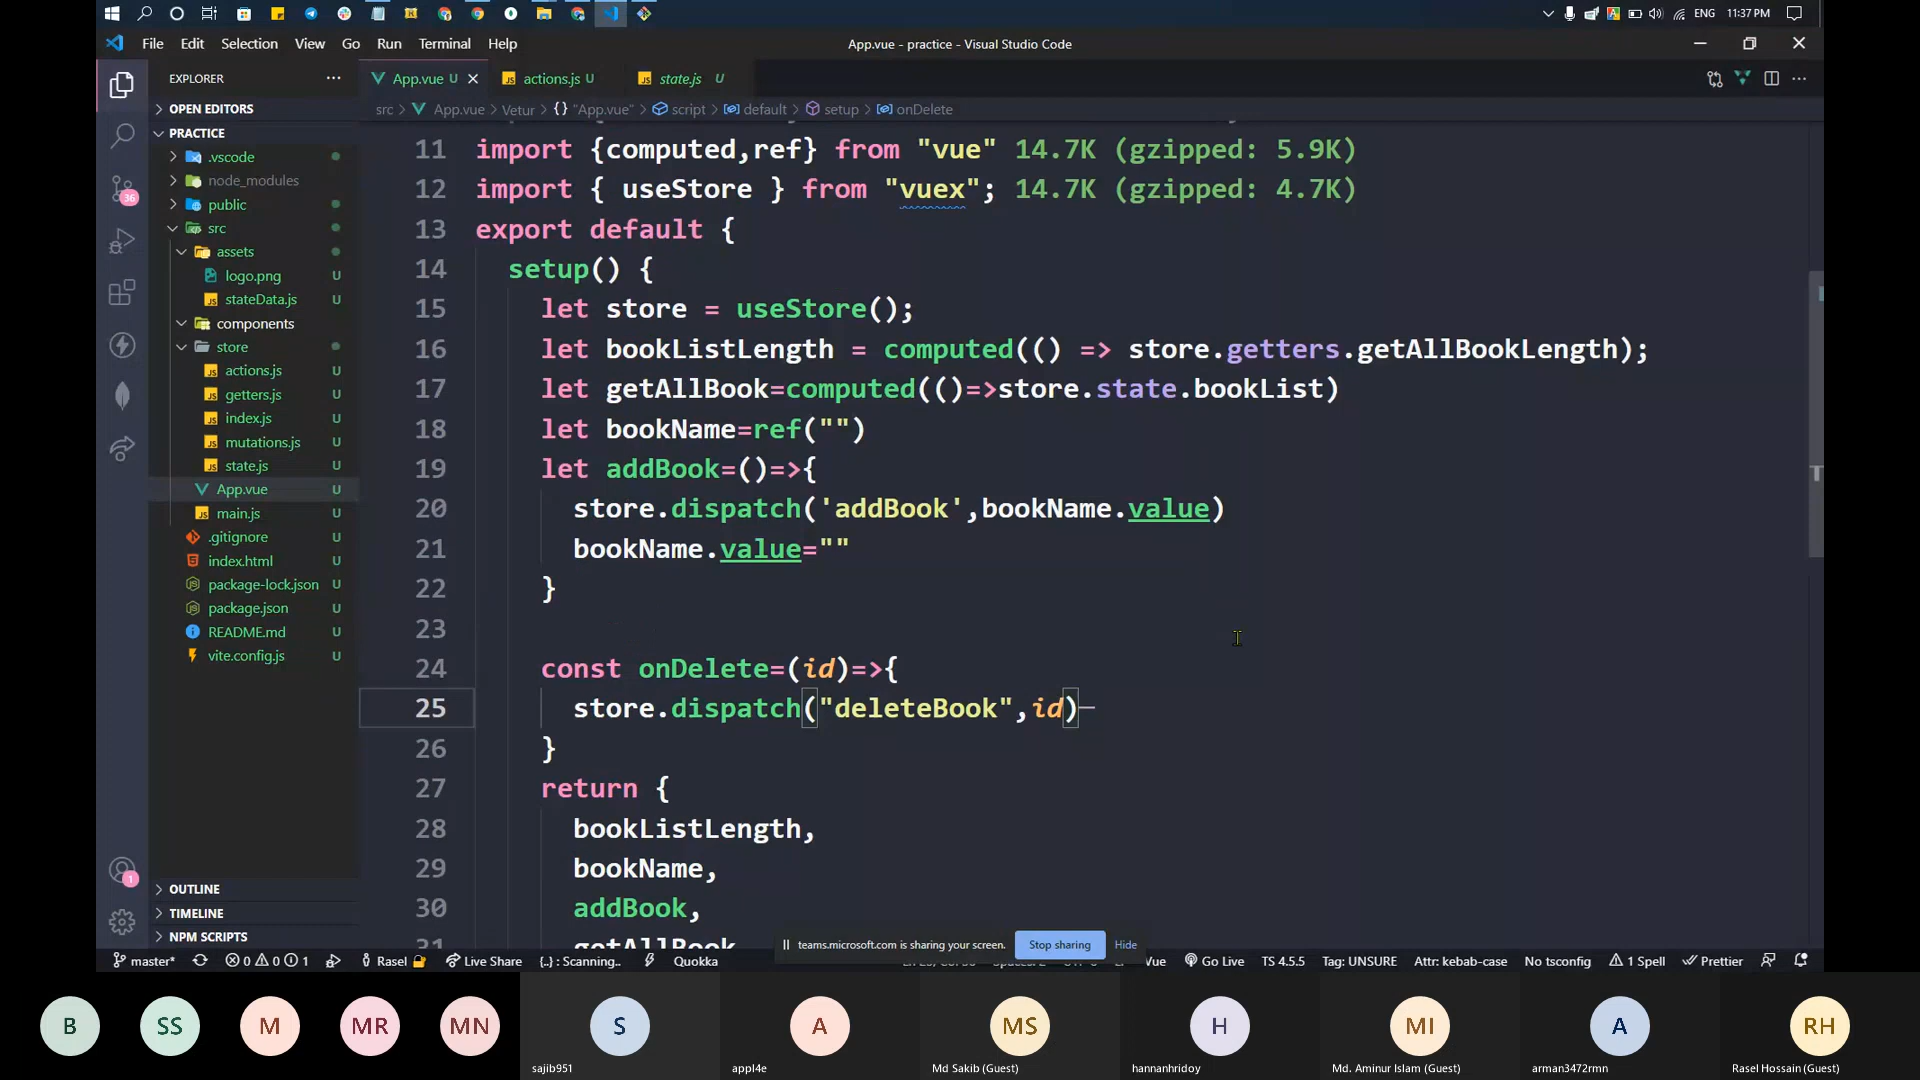 ENG 11:37 PM
File Edit Selection View Go Run Terminal Help
App.vue - practice - Visual Studio Code
EXPLORER ...
App.vue U
actions.js U
state.js U
src > App.vue > Vetur > {} "App.vue" > script > default > setup > onDelete
OPEN EDITORS
PRACTICE
.vscode
node_modules
public
src
assets
logo.png U
stateData.js U
components
store
actions.js U
getters.js U
index.js U
mutations.js U
state.js U
App.vue U
main.js U
.gitignore U
index.html U
package-lock.json U
package.json U
README.md U
vite.config.js U
OUTLINE
TIMELINE
NPM SCRIPTS
36
1
11 import {computed,ref} from "vue" 14.7K (gzipped: 5.9K)
12 import { useStore } from "vuex"; 14.7K (gzipped: 4.7K)
13 export default {
14 setup() {
15 let store = useStore();
16 let bookListLength = computed(() => store.getters.getAllBookLength);
17 let getAllBook=computed(()=>store.state.bookList)
18 let bookName=ref("")
19 let addBook=()=>{
20 store.dispatch('addBook',bookName.value)
21 bookName.value=""
22 }
23
24 const onDelete=(id)=>{
25 store.dispatch("deleteBook",id)
26 }
27 return {
28 bookListLength,
29 bookName,
30 addBook,
31 getAllBook
teams.microsoft.com is sharing your screen. Stop sharing Hide
master* 0 0 1 Rasel Live Share {..} : Scanning.. Quokka Vue Go Live TS 4.5.5 Tag: UNSURE Attr: kebab-case No tsconfig 1 Spell Prettier
B SS M MR MN S A MS H MI A RH
sajib951 appl4e Md Sakib (Guest) hannanhridoy Md. Aminur Islam (Guest) arman3472rmn Rasel Hossain (Guest)